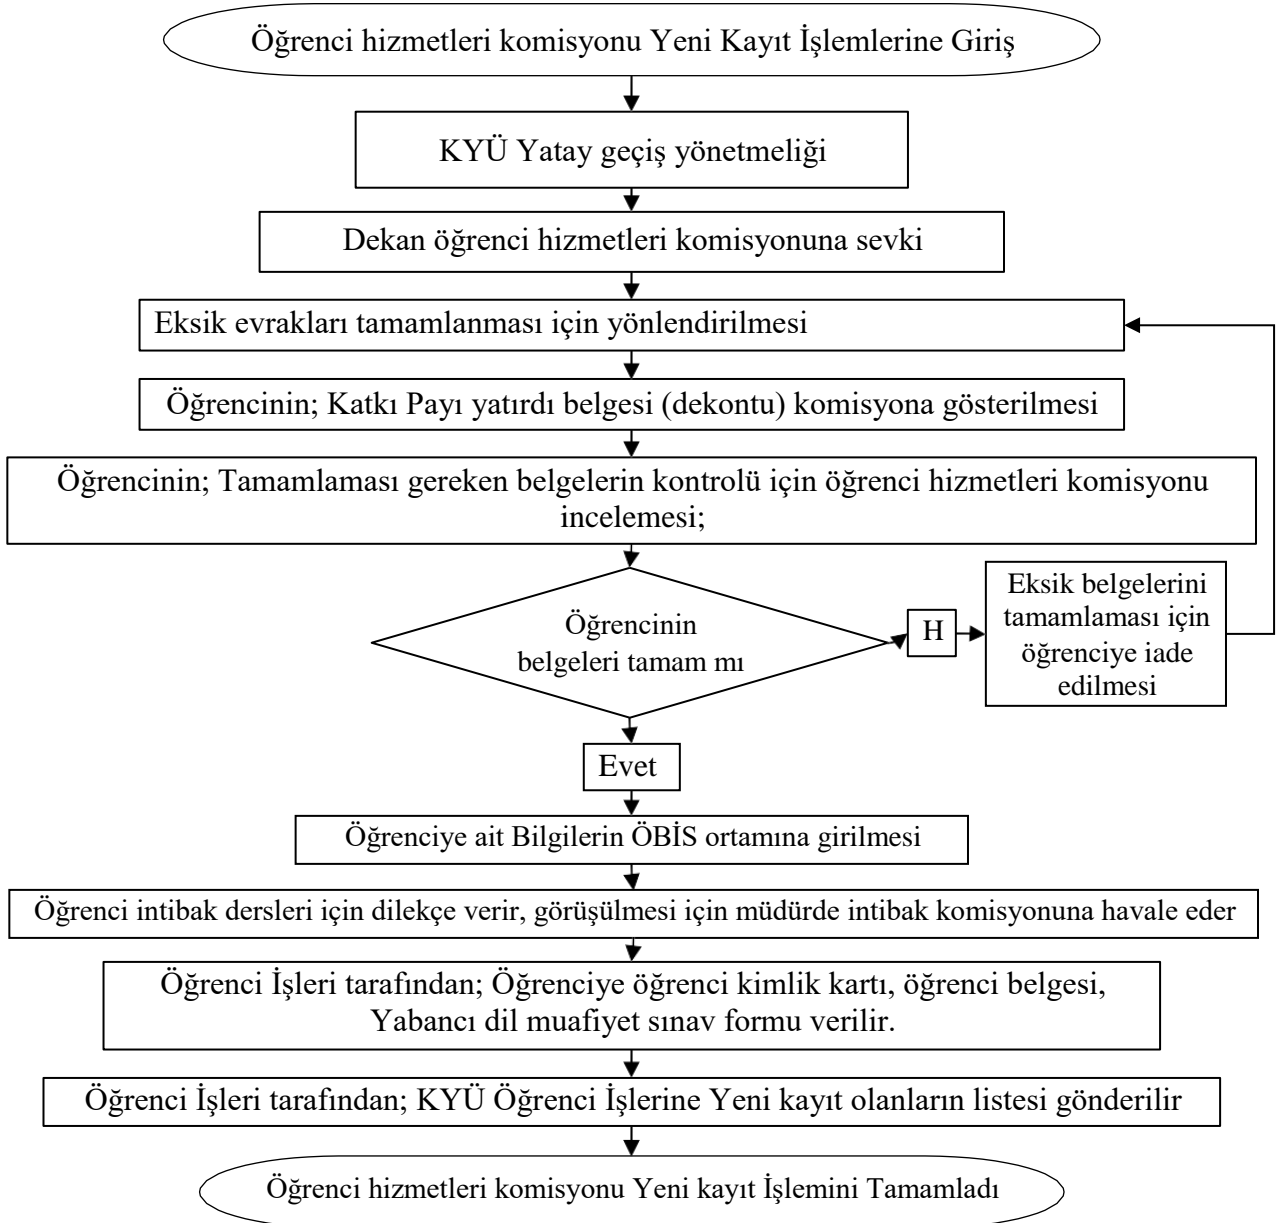 Öğrenci hizmetleri komisyonu Yeni Kayıt İşlemlerine Giriş
KYÜ Yatay geçiş yönetmeliği
Dekan öğrenci hizmetleri komisyonuna sevki
Eksik evrakları tamamlanması için yönlendirilmesi
Öğrencinin; Katkı Payı yatırdı belgesi (dekontu) komisyona gösterilmesi
Öğrencinin; Tamamlaması gereken belgelerin kontrolü için öğrenci hizmetleri komisyonu
incelemesi;
Öğrencinin
belgeleri tamam mı
H
Eksik belgelerini
tamamlaması için
öğrenciye iade
edilmesi
Evet
Öğrenciye ait Bilgilerin ÖBİS ortamına girilmesi
Öğrenci intibak dersleri için dilekçe verir, görüşülmesi için müdürde intibak komisyonuna havale eder
Öğrenci İşleri tarafından; Öğrenciye öğrenci kimlik kartı, öğrenci belgesi,
Yabancı dil muafiyet sınav formu verilir.
Öğrenci İşleri tarafından; KYÜ Öğrenci İşlerine Yeni kayıt olanların listesi gönderilir
Öğrenci hizmetleri komisyonu Yeni kayıt İşlemini Tamamladı